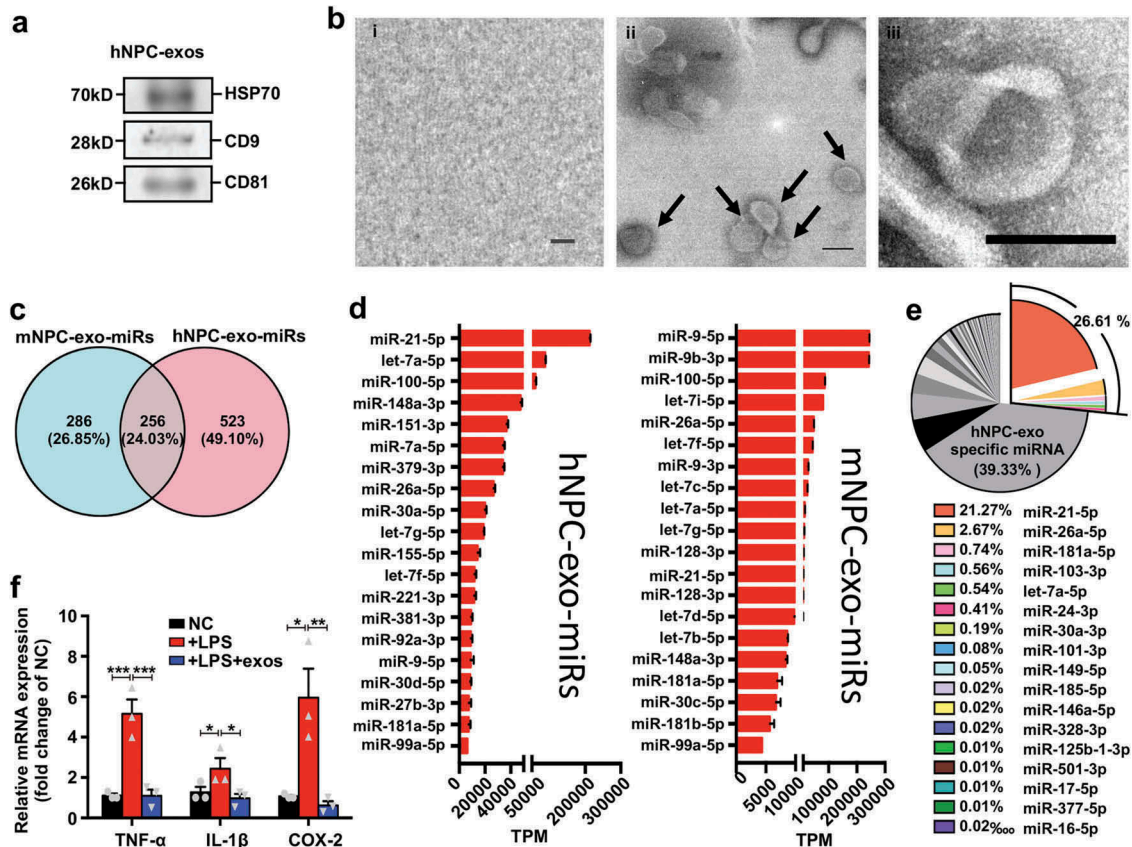 a
hNPC-exos
70kD HSP70
28kD CD9
26kD CD81
b
i
ii
iii
c
mNPC-exo-miRs hNPC-exo-miRs
286 256 523
(26.85%) (24.03%) (49.10%)
d
miR-21-5p
let-7a-5p
miR-100-5p
miR-148a-3p
miR-151-3p
miR-7a-5p
miR-379-3p
miR-26a-5p
miR-30a-5p
let-7g-5p
miR-155-5p
let-7f-5p
miR-221-3p
miR-381-3p
miR-92a-3p
miR-9-5p
miR-30d-5p
miR-27b-3p
miR-181a-5p
miR-99a-5p
0 20000 40000 50000 200000 300000
TPM
hNPC-exo-miRs
miR-9-5p
miR-9b-3p
miR-100-5p
let-7i-5p
miR-26a-5p
let-7f-5p
miR-9-3p
let-7c-5p
let-7a-5p
let-7g-5p
miR-128-3p
miR-21-5p
miR-128-3p
let-7d-5p
let-7b-5p
miR-148a-3p
miR-181a-5p
miR-30c-5p
miR-181b-5p
miR-99a-5p
0 5000 10000 100000 200000 300000
TPM
mNPC-exo-miRs
e
26.61 %
hNPC-exo
specific miRNA
(39.33% )
21.27% miR-21-5p
2.67% miR-26a-5p
0.74% miR-181a-5p
0.56% miR-103-3p
0.54% let-7a-5p
0.41% miR-24-3p
0.19% miR-30a-3p
0.08% miR-101-3p
0.05% miR-149-5p
0.02% miR-185-5p
0.02% miR-146a-5p
0.02% miR-328-3p
0.01% miR-125b-1-3p
0.01% miR-501-3p
0.01% miR-17-5p
0.01% miR-377-5p
0.02‱ miR-16-5p
f
Relative mRNA expression
(fold change of NC)
10
8
6
4
2
0
NC
+LPS
+LPS+exos
*** ***
* *
* **
TNF-α IL-1β COX-2